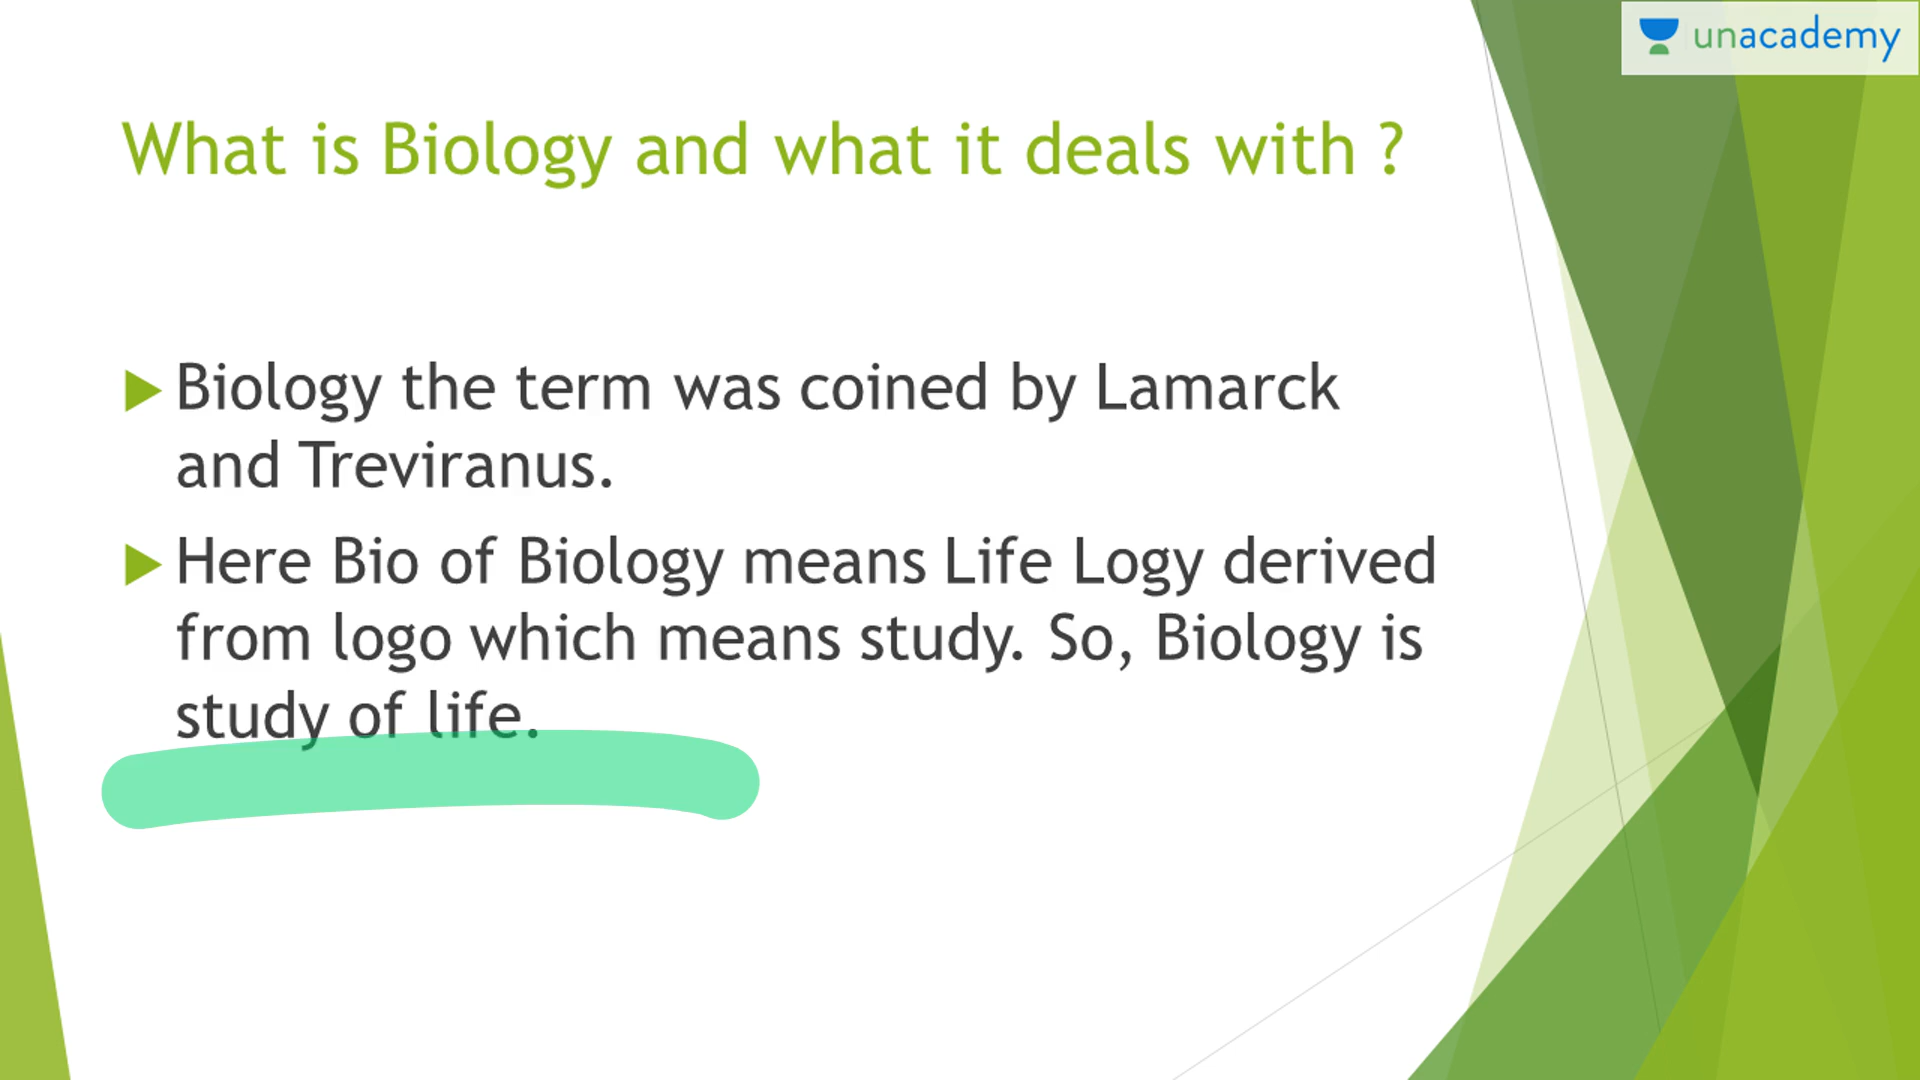 unacademy
What is Biology and what it deals with ?
Biology the term was coined by Lamarck
and Treviranus.
Here Bio of Biology means Life Logy derived
from logo which means study. So, Biology is
study of life.